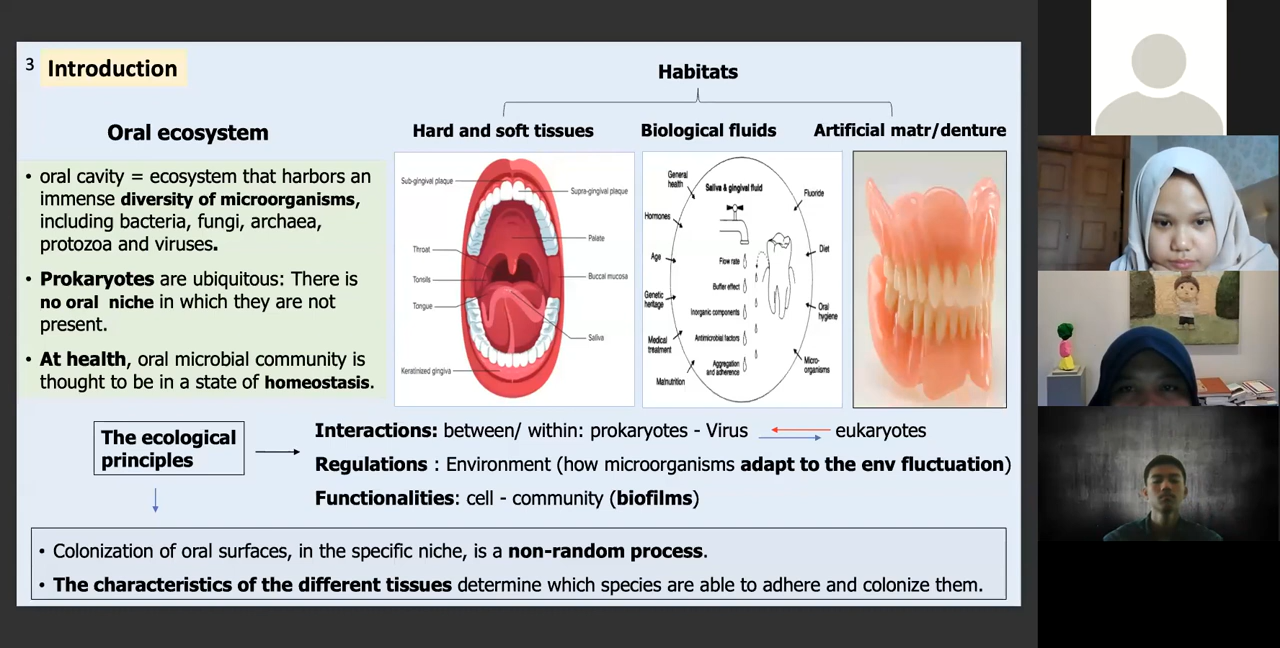 3 Introduction
Habitats
Oral ecosystem
Hard and soft tissues
Biological fluids
Artificial matr/denture
• oral cavity = ecosystem that harbors an
immense diversity of microorganisms,
including bacteria, fungi, archaea,
protozoa and viruses.
• Prokaryotes are ubiquitous: There is
no oral niche in which they are not
present.
• At health, oral microbial community is
thought to be in a state of homeostasis.
Sub-gingival plaque
Supra-gingival plaque
Throat
Palate
Tonsils
Buccal mucosa
Tongue
Saliva
Keratinized gingiva
General
health
Saliva & gingival fluid
Fluoride
Hormones
Age
Flow rate
Diet
Buffer effect
Genetic
heritage
Inorganic components
Oral
hygiene
Medical
treatment
Antimicrobial factors
Malnutrition
Aggregation
and adherence
Micro-
organisms
The ecological
principles
Interactions: between/ within: prokaryotes - Virus eukaryotes
Regulations : Environment (how microorganisms adapt to the env fluctuation)
Functionalities: cell - community (biofilms)
• Colonization of oral surfaces, in the specific niche, is a non-random process.
• The characteristics of the different tissues determine which species are able to adhere and colonize them.